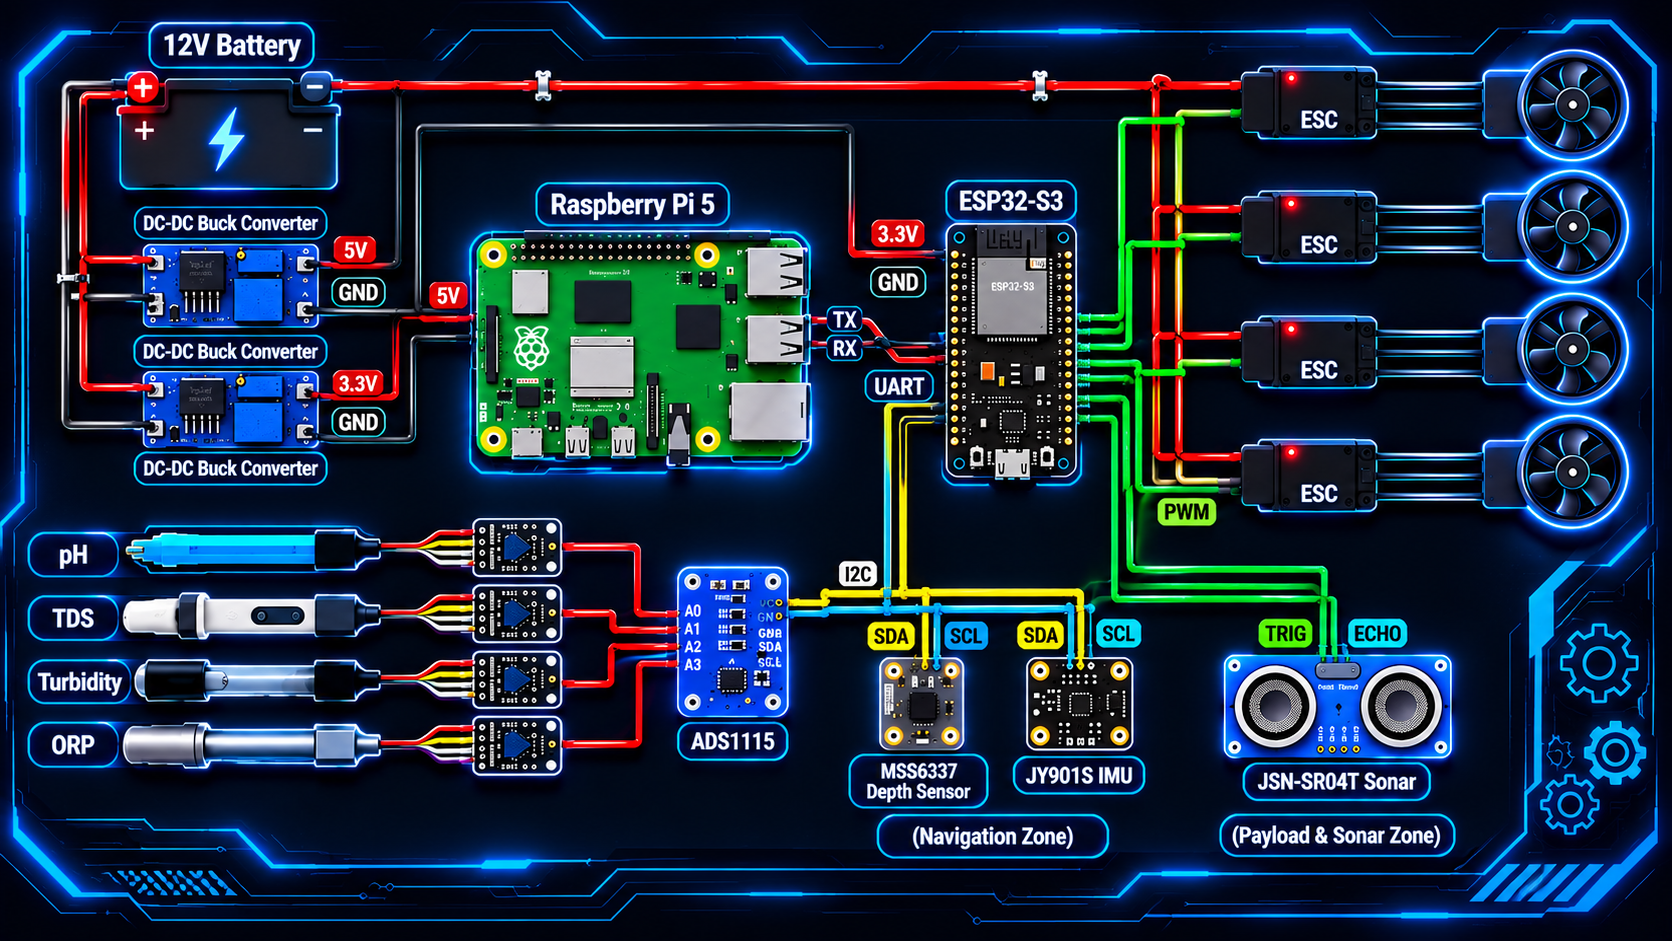 12V Battery
+
−
+
−
DC-DC Buck Converter
5V
GND
DC-DC Buck Converter
3.3V
GND
DC-DC Buck Converter
5V
Raspberry Pi 5
TX
RX
UART
3.3V
GND
ESP32-S3
ESP32-S3
ESC
ESC
ESC
ESC
PWM
pH
TDS
Turbidity
ORP
A0
A1
A2
A3
GND
SDA
SCL
ADS1115
I2C
SDA
SCL
SDA
SCL
MSS6337
Depth Sensor
JY901S IMU
(Navigation Zone)
TRIG
ECHO
JSN-SR04T Sonar
(Payload & Sonar Zone)